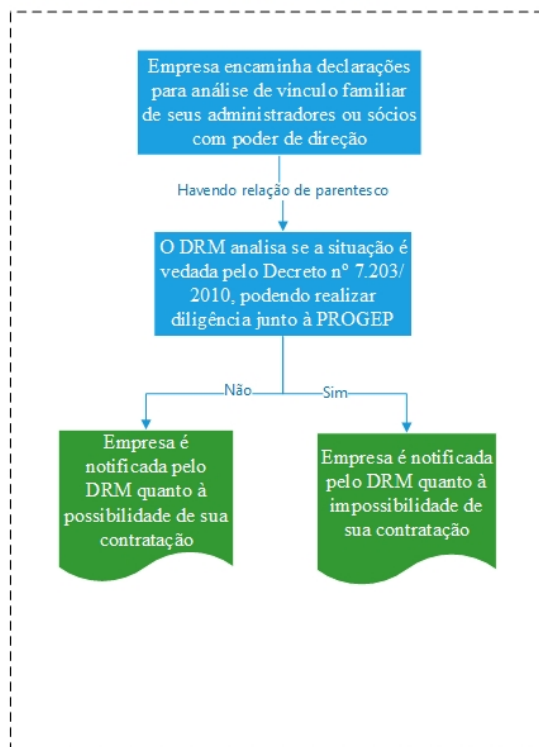 Empresa encaminha declarações
para análise de vínculo familiar
de seus administradores ou sócios
com poder de direção
Havendo relação de parentesco
O DRM analisa se a situação é
vedada pelo Decreto nº 7.203/
2010, podendo realizar
diligência junto à PROGEP
Não
Sim
Empresa é
notificada pelo
DRM quanto à
possibilidade de sua
contratação
Empresa é notificada
pelo DRM quanto à
impossibilidade de
sua contratação